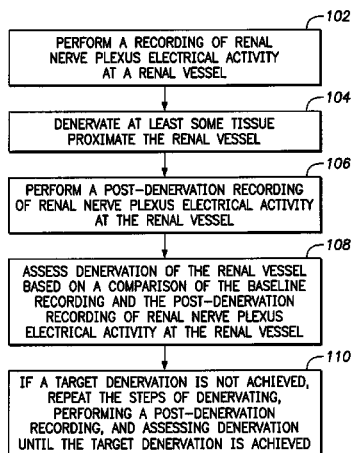 102
PERFORM A RECORDING OF RENAL
NERVE PLEXUS ELECTRICAL ACTIVITY
AT A RENAL VESSEL
104
DENERVATE AT LEAST SOME TISSUE
PROXIMATE THE RENAL VESSEL
106
PERFORM A POST-DENERVATION RECORDING
OF RENAL NERVE PLEXUS ELECTRICAL ACTIVITY
AT THE RENAL VESSEL
108
ASSESS DENERVATION OF THE RENAL VESSEL
BASED ON A COMPARISON OF THE BASELINE
RECORDING AND THE POST-DENERVATION
RECORDING OF RENAL NERVE PLEXUS
ELECTRICAL ACTIVITY AT THE RENAL VESSEL
110
IF A TARGET DENERVATION IS NOT ACHIEVED,
REPEAT THE STEPS OF DENERVATING,
PERFORMING A POST-DENERVATION
RECORDING, AND ASSESSING DENERVATION
UNTIL THE TARGET DENERVATION IS ACHIEVED